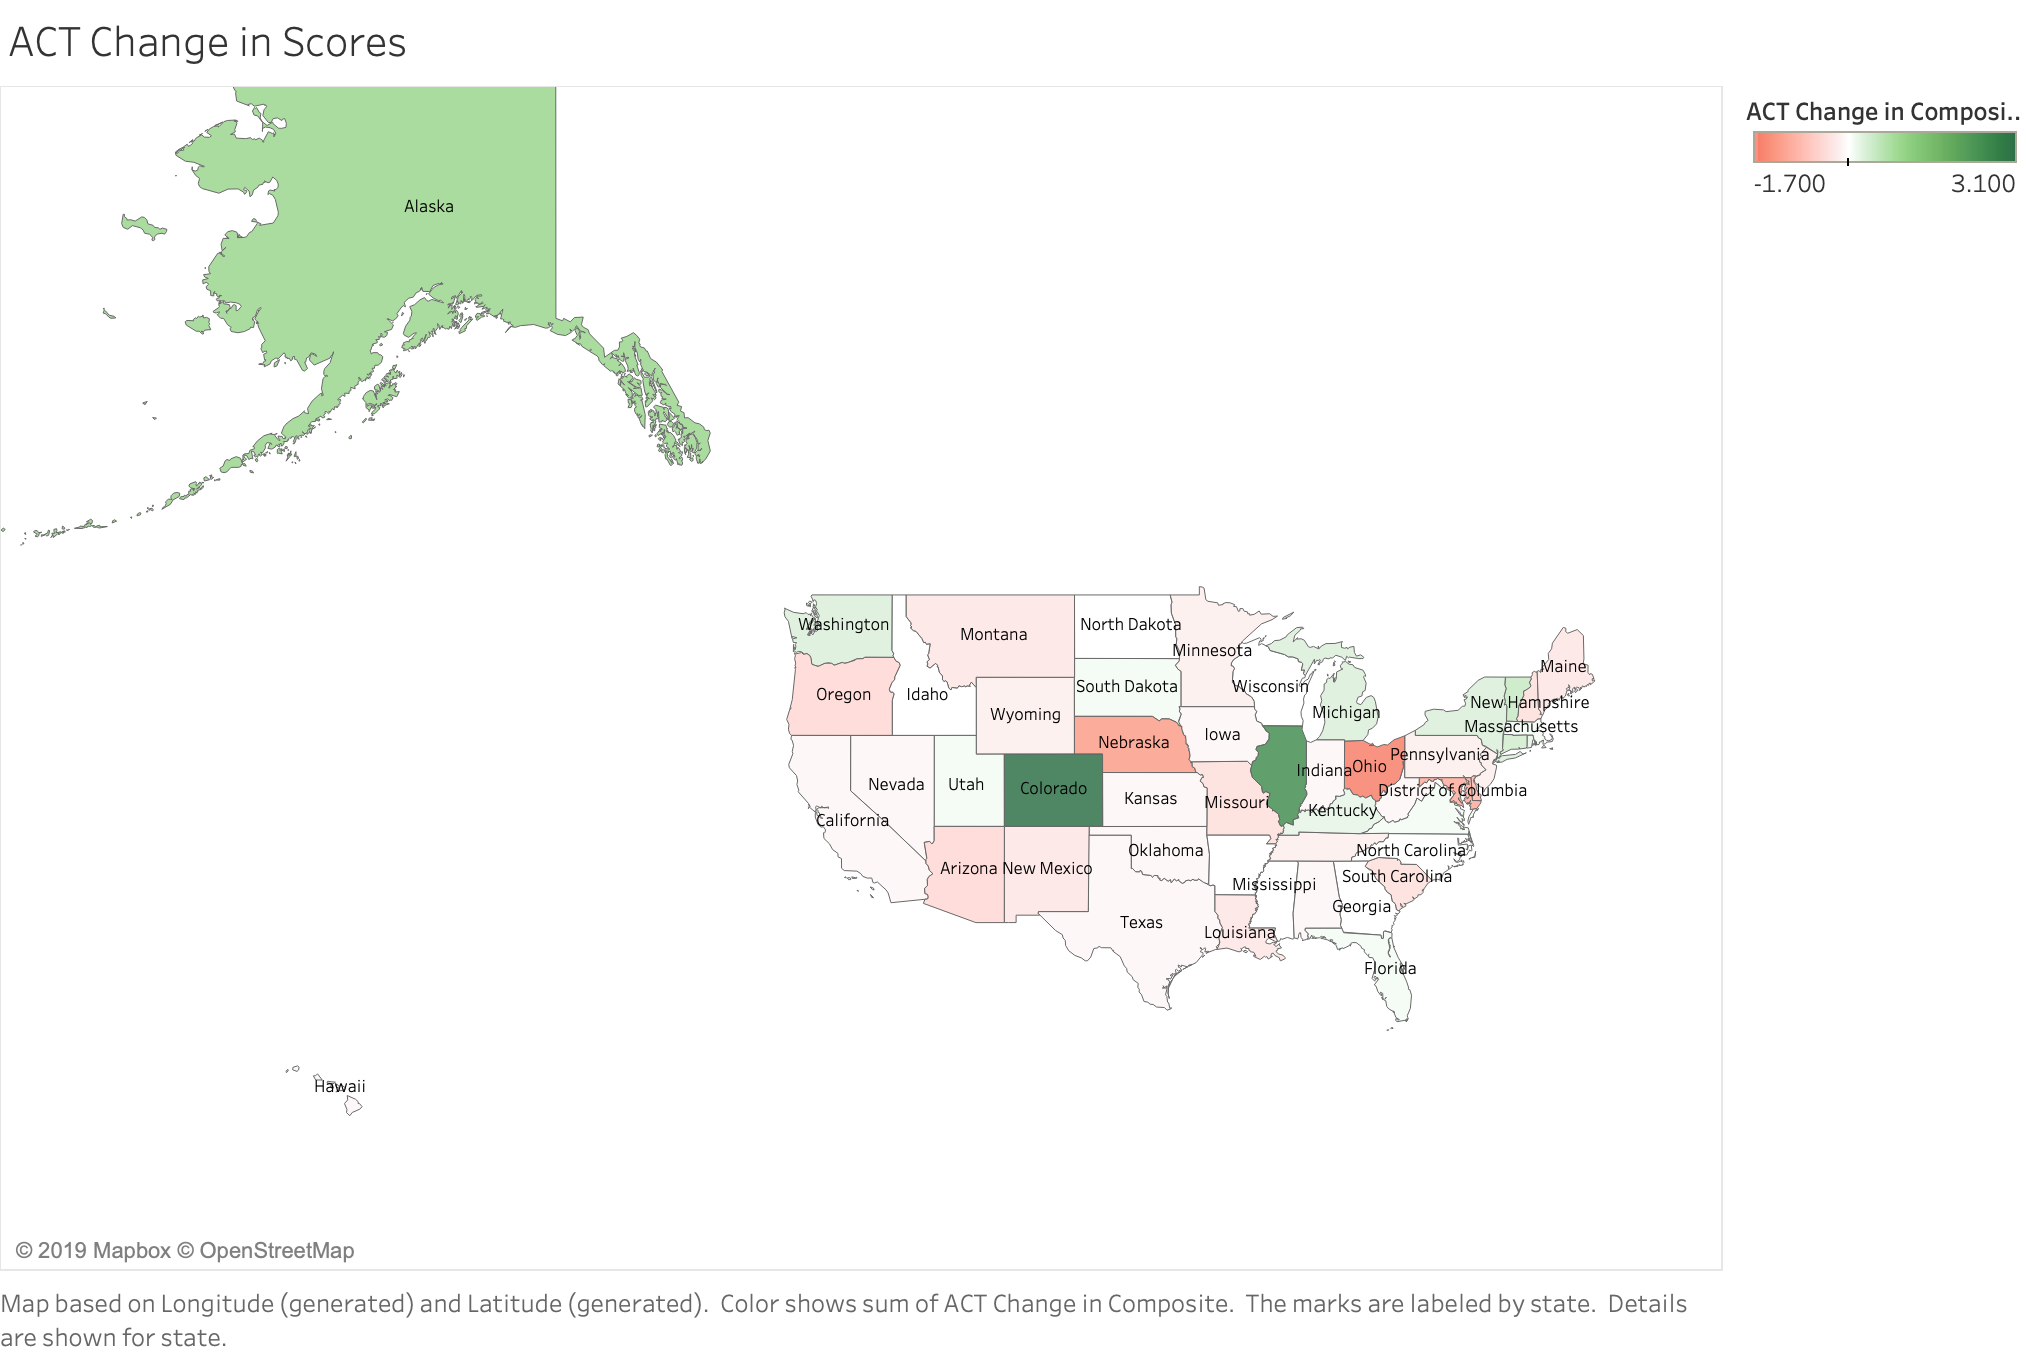 ACT Change in Scores
ACT Change in Composi..
-1.700 3.100
Alaska
Washington
Montana
North Dakota
Minnesota
Maine
Oregon
Idaho
South Dakota
Wisconsin
Wyoming
Michigan
New Hampshire
Massachusetts
Nebraska
Iowa
Pennsylvania
Nevada
Utah
Colorado
Kansas
Missouri
Indiana
Ohio
District of Columbia
California
Kentucky
Arizona
New Mexico
Oklahoma
North Carolina
Mississippi
South Carolina
Georgia
Texas
Louisiana
Florida
Hawaii
© 2019 Mapbox © OpenStreetMap
Map based on Longitude (generated) and Latitude (generated).  Color shows sum of ACT Change in Composite.  The marks are labeled by state.  Details
are shown for state.